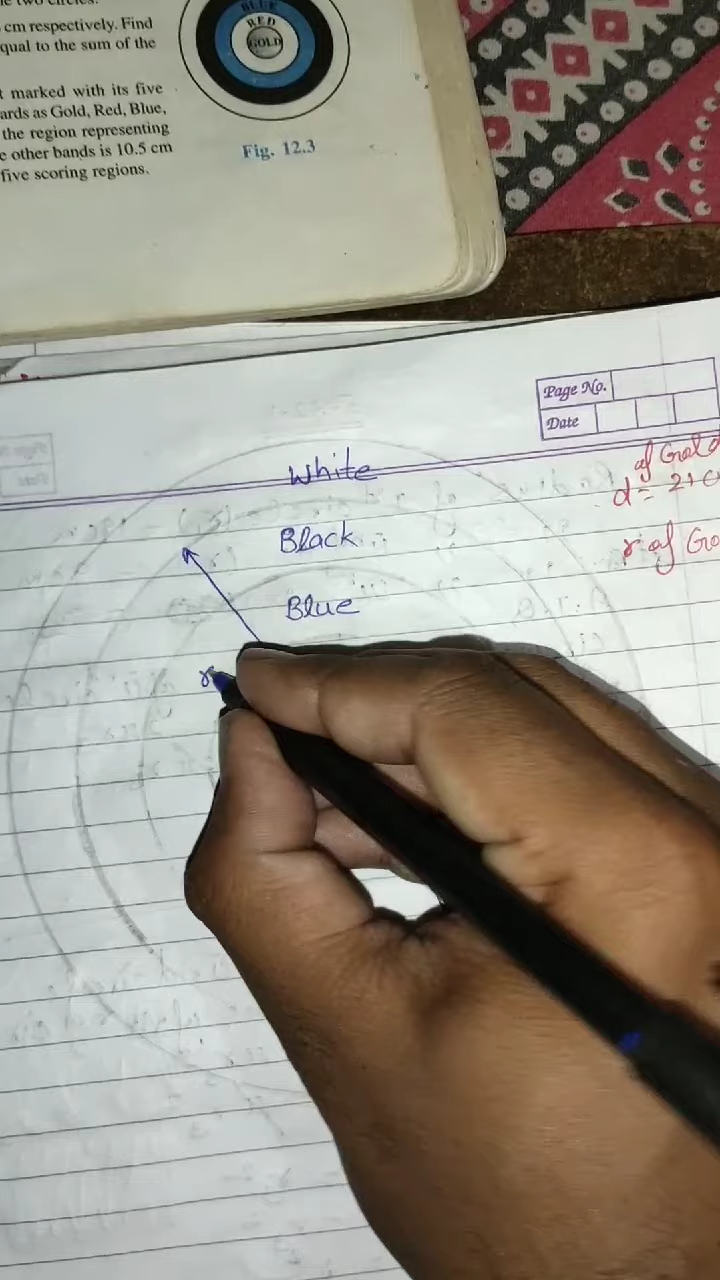 cm respectively. Find
qual to the sum of the
marked with its five
ards as Gold, Red, Blue,
the region representing
e other bands is 10.5 cm
five scoring regions.
BLUE
RED
GOLD
Fig. 12.3
Page No.
Date
White
Black
Blue
of Gold
d = 21 c
r of Go
r